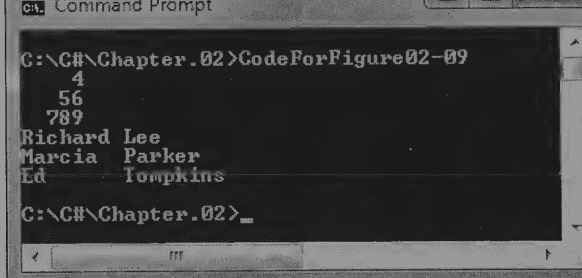 C:\. Command Prompt
C:\C#\Chapter.02>CodeForFigure02-09
    4
   56
  789
Richard Lee
Marcia  Parker
Ed      Tompkins
C:\C#\Chapter.02>_